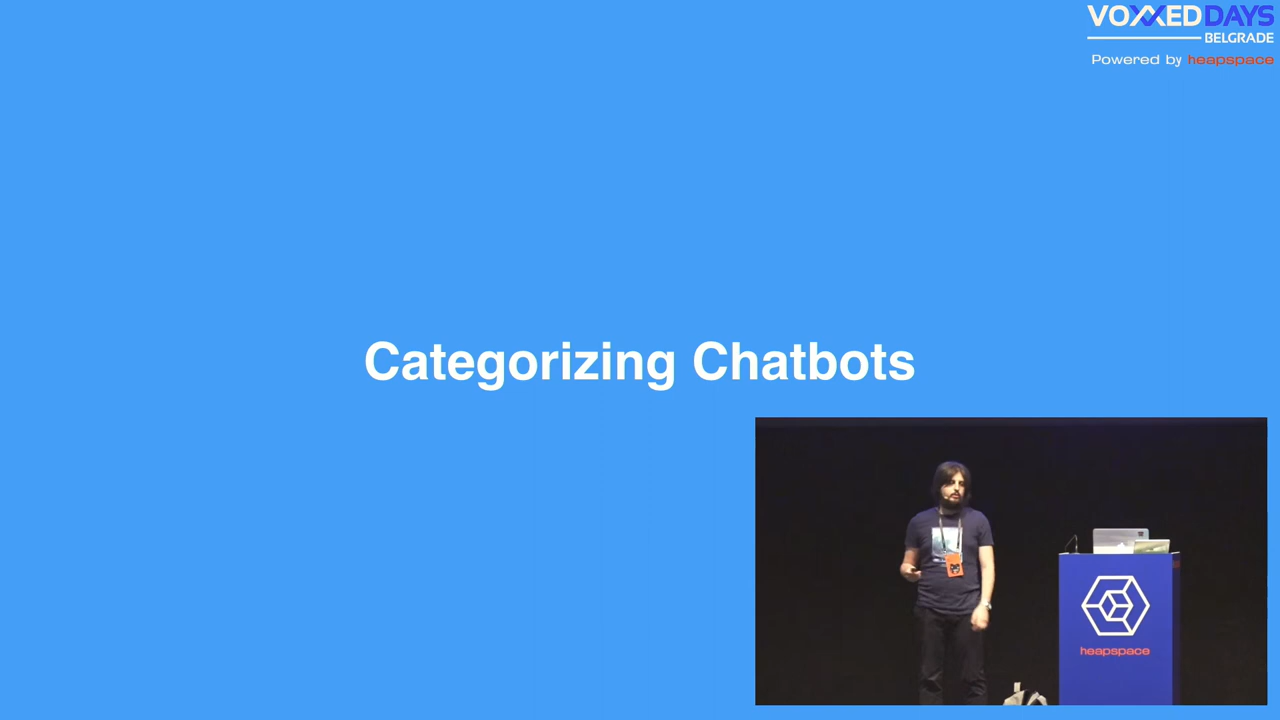 VOXXED DAYS
BELGRADE
Powered by heapspace
Categorizing Chatbots
heapspace